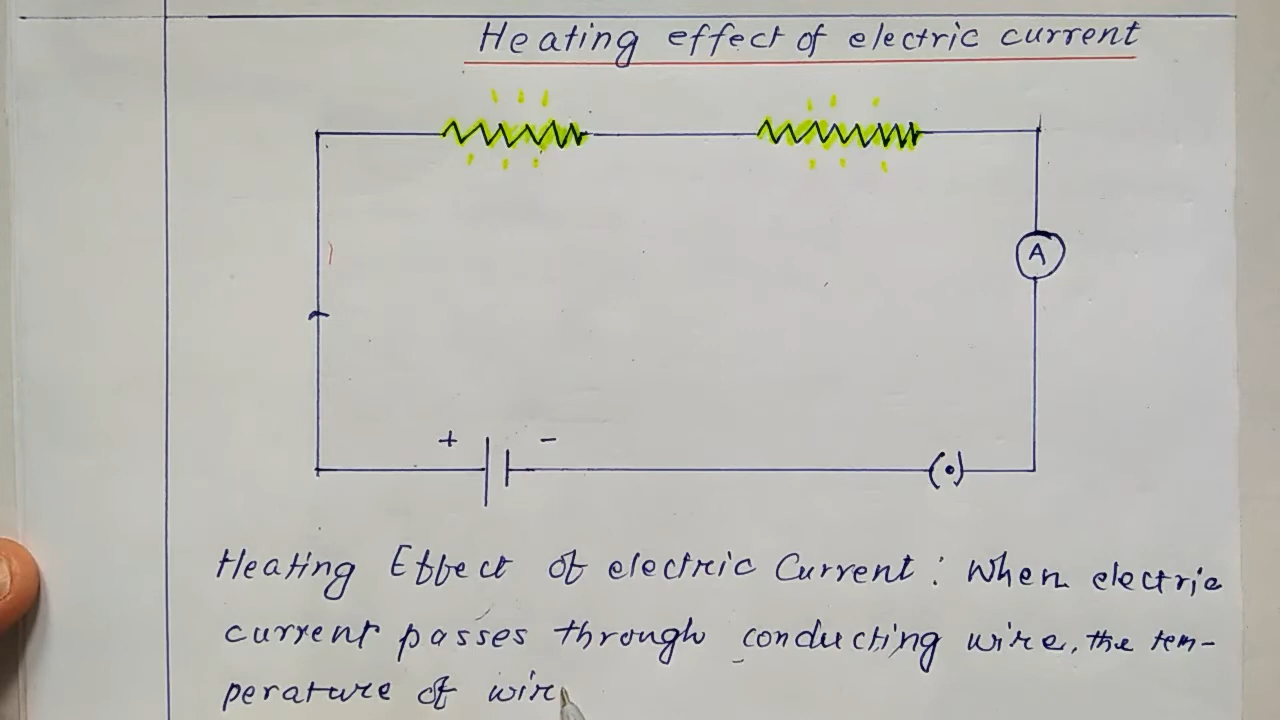 Heating effect of electric current
A
+ -
Heating Effect of electric Current : When electric
current passes through conducting wire, the tem-
perature of wire